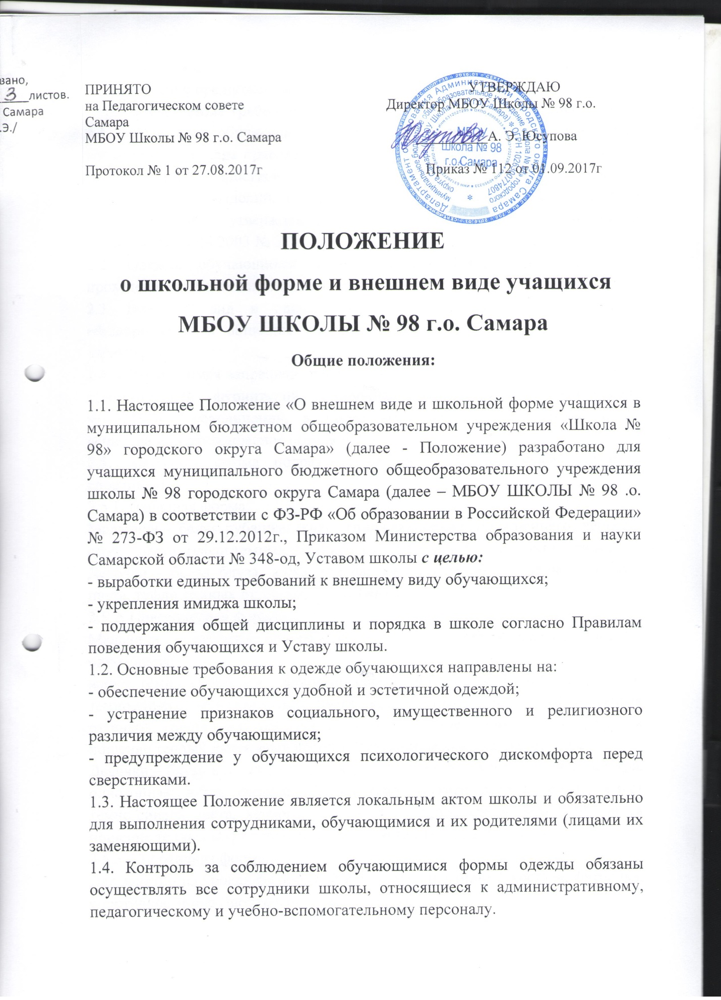 зано,
3 листов.
Самара
.Э./
ПРИНЯТО
на Педагогическом совете
Самара
МБОУ Школы № 98 г.о. Самара
Протокол № 1 от 27.08.2017г
УТВЕРЖДАЮ
Директор МБОУ Школы № 98 г.о.
А. Э. Юсупова
Приказ № 112 от 01.09.2017г
МБОУ
Школа № 98
г.о.Самара
Департамент образования Администрации городского округа Самара
ПОЛОЖЕНИЕ
о школьной форме и внешнем виде учащихся
МБОУ ШКОЛЫ № 98 г.о. Самара
Общие положения:
1.1. Настоящее Положение «О внешнем виде и школьной форме учащихся в
муниципальном бюджетном общеобразовательном учреждения «Школа №
98» городского округа Самара» (далее - Положение) разработано для
учащихся муниципального бюджетного общеобразовательного учреждения
школы № 98 городского округа Самара (далее – МБОУ ШКОЛЫ № 98 .о.
Самара) в соответствии с ФЗ-РФ «Об образовании в Российской Федерации»
№ 273-ФЗ от 29.12.2012г., Приказом Министерства образования и науки
Самарской области № 348-од, Уставом школы с целью:
- выработки единых требований к внешнему виду обучающихся;
- укрепления имиджа школы;
- поддержания общей дисциплины и порядка в школе согласно Правилам
поведения обучающихся и Уставу школы.
1.2. Основные требования к одежде обучающихся направлены на:
- обеспечение обучающихся удобной и эстетичной одеждой;
- устранение признаков социального, имущественного и религиозного
различия между обучающимися;
- предупреждение у обучающихся психологического дискомфорта перед
сверстниками.
1.3. Настоящее Положение является локальным актом школы и обязательно
для выполнения сотрудниками, обучающимися и их родителями (лицами их
заменяющими).
1.4. Контроль за соблюдением обучающимися формы одежды обязаны
осуществлять все сотрудники школы, относящиеся к административному,
педагогическому и учебно-вспомогательному персоналу.